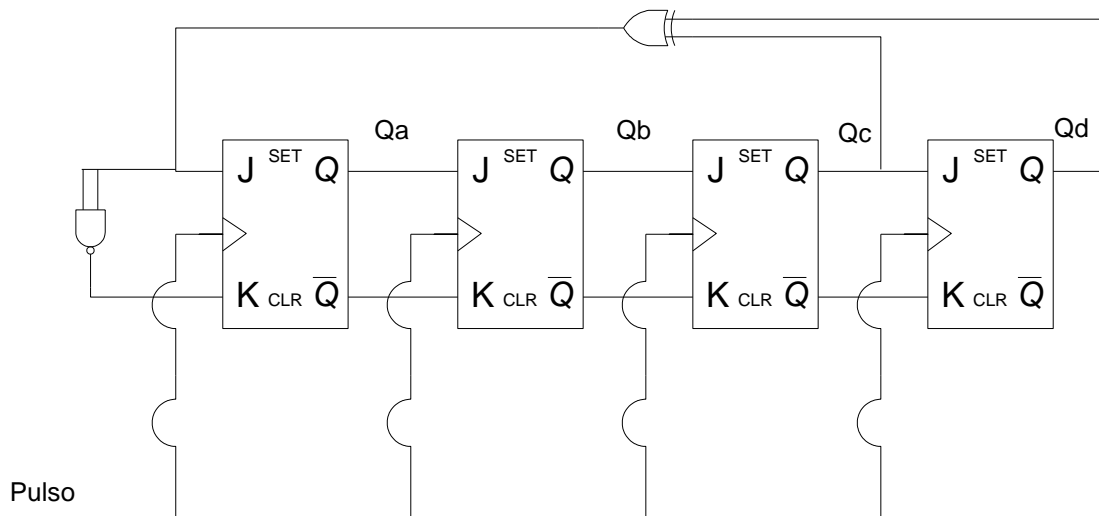 Qa Qb Qc Qd
J SET Q J SET Q J SET Q J SET Q
K CLR Q̅ K CLR Q̅ K CLR Q̅ K CLR Q̅
Pulso